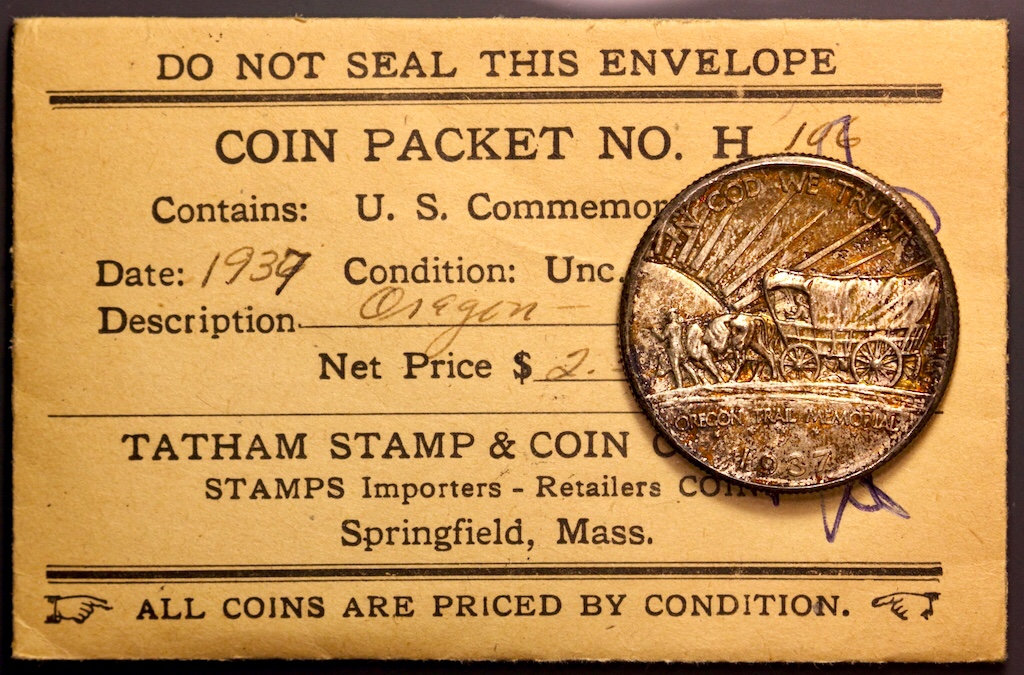 DO NOT SEAL THIS ENVELOPE
COIN PACKET NO. H 106
Contains: U. S. Commemor
Date: 1937 Condition: Unc.
Description Oregon -
Net Price $ 2.
TATHAM STAMP & COIN C
STAMPS Importers - Retailers COIN
Springfield, Mass.
ALL COINS ARE PRICED BY CONDITION.
IN GOD WE TRUST
OREGON TRAIL MEMORIAL
1937